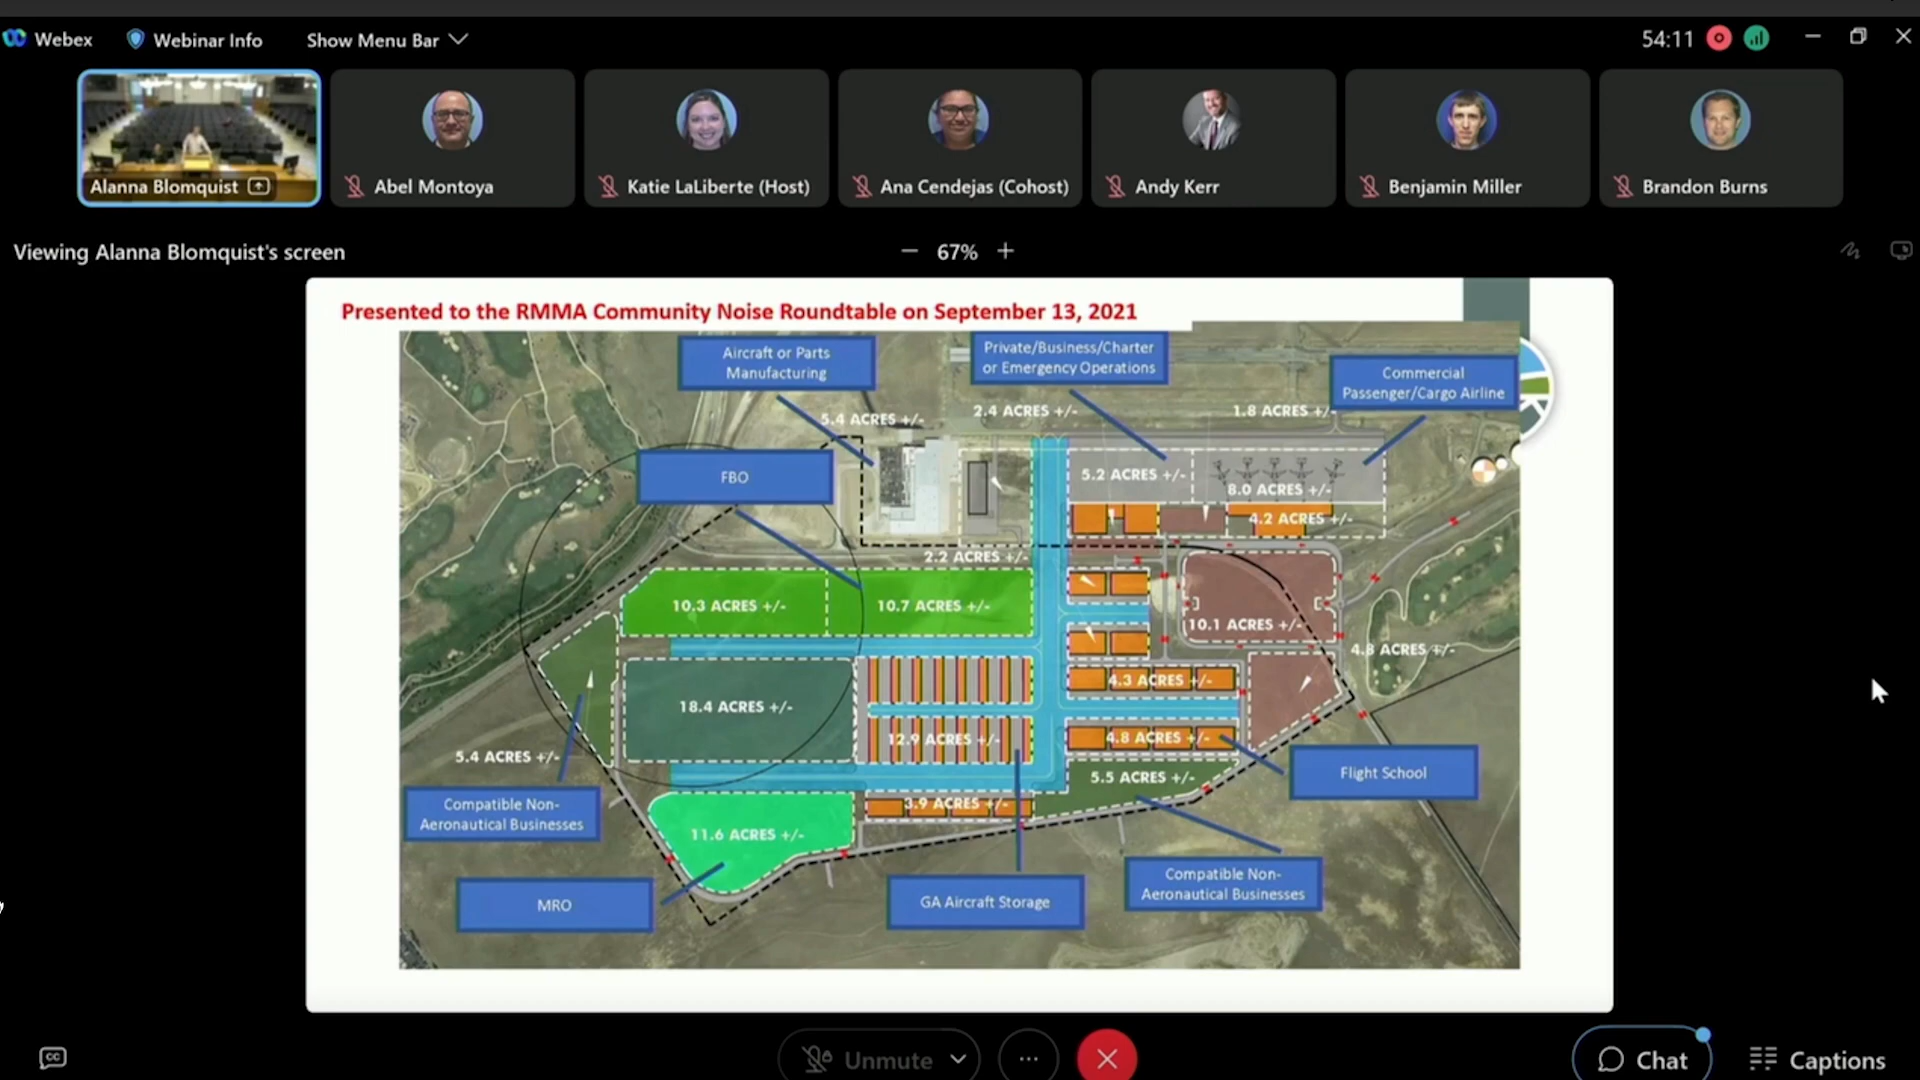 Webex
Webinar Info
Show Menu Bar
54:11
Alanna Blomquist
Abel Montoya
Katie LaLiberte (Host)
Ana Cendejas (Cohost)
Andy Kerr
Benjamin Miller
Brandon Burns
Viewing Alanna Blomquist's screen
67%
Presented to the RMMA Community Noise Roundtable on September 13, 2021
Aircraft or Parts
Manufacturing
Private/Business/Charter
or Emergency Operations
Commercial
Passenger/Cargo Airline
5.4 ACRES +/-
2.4 ACRES +/-
1.8 ACRES +/-
FBO
5.2 ACRES +/-
8.0 ACRES +/-
4.2 ACRES +/-
2.2 ACRES +/-
10.3 ACRES +/-
10.7 ACRES +/-
10.1 ACRES +/-
4.8 ACRES +/-
4.3 ACRES +/-
18.4 ACRES +/-
12.9 ACRES +/-
4.8 ACRES +/-
5.4 ACRES +/-
5.5 ACRES +/-
Flight School
Compatible Non-
Aeronautical Businesses
3.9 ACRES +/-
11.6 ACRES +/-
MRO
GA Aircraft Storage
Compatible Non-
Aeronautical Businesses
CC
Unmute
Chat
Captions